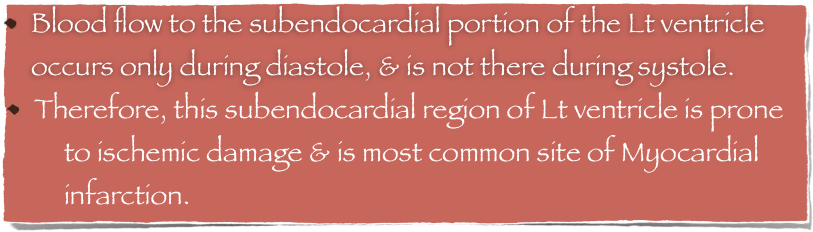 • Blood flow to the subendocardial portion of the Lt ventricle
occurs only during diastole, & is not there during systole.
• Therefore, this subendocardial region of Lt ventricle is prone
to ischemic damage & is most common site of Myocardial
infarction.